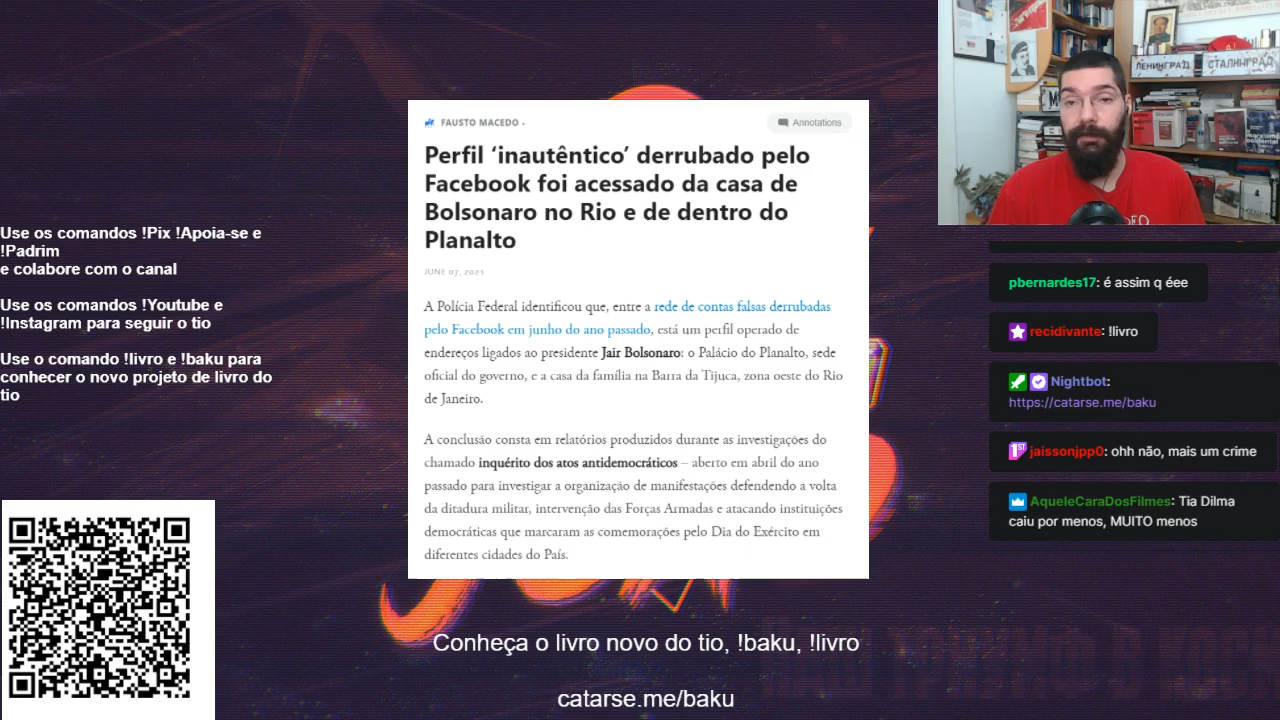 Use os comandos !Pix !Apoia-se e
!Padrim
e colabore com o canal
Use os comandos !Youtube e
!Instagram para seguir o tio
Use o comando !livro e !baku para
conhecer o novo projeto de livro do
tio
FAUSTO MACEDO
Annotations
Perfil ‘inautêntico’ derrubado pelo
Facebook foi acessado da casa de
Bolsonaro no Rio e de dentro do
Planalto
JUNE 07, 2021
A Polícia Federal identificou que, entre a rede de contas falsas derrubadas
pelo Facebook em junho do ano passado, está um perfil operado de
endereços ligados ao presidente Jair Bolsonaro: o Palácio do Planalto, sede
oficial do governo, e a casa da família na Barra da Tijuca, zona oeste do Rio
de Janeiro.
A conclusão consta em relatórios produzidos durante as investigações do
chamado inquérito dos atos antidemocráticos – aberto em abril do ano
passado para investigar a organização de manifestações defendendo a volta
da ditadura militar, intervenção das Forças Armadas e atacando instituições
democráticas que marcaram as comemorações pelo Dia do Exército em
diferentes cidades do País.
Conheça o livro novo do tio, !baku, !livro
catarse.me/baku
ЛЕНИНГРАД
СТАЛИНГРАД
pbernardes17: é assim q éee
recidivante: !livro
Nightbot:
https://catarse.me/baku
1ST
jaissonjpp0: ohh não, mais um crime
AqueleCaraDosFilmes: Tia Dilma
caiu por menos, MUITO menos